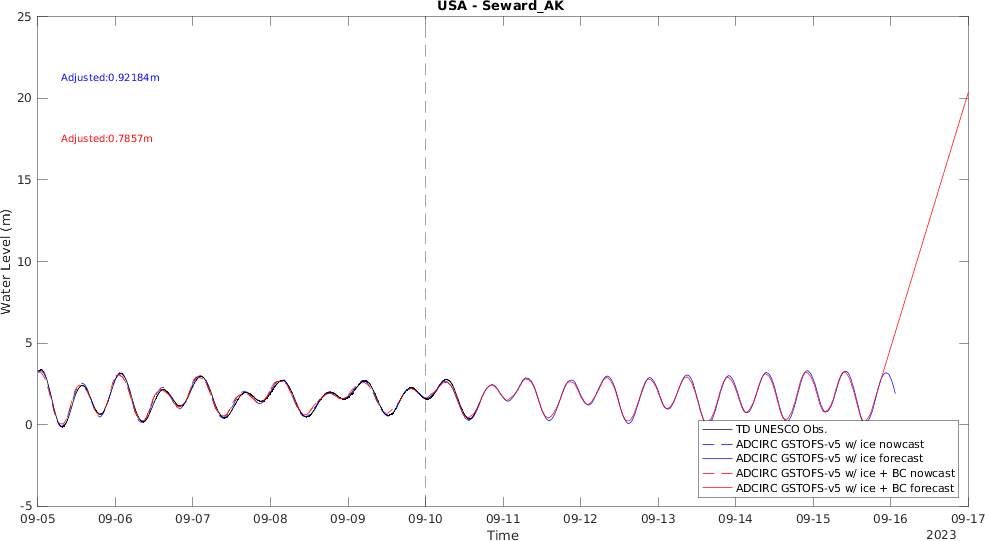 USA - Seward_AK
25
20
15
10
5
0
-5
Water Level (m)
Adjusted:0.92184m
Adjusted:0.7857m
TD UNESCO Obs.
ADCIRC GSTOFS-v5 w/ ice nowcast
ADCIRC GSTOFS-v5 w/ ice forecast
ADCIRC GSTOFS-v5 w/ ice + BC nowcast
ADCIRC GSTOFS-v5 w/ ice + BC forecast
09-05 09-06 09-07 09-08 09-09 09-10 09-11 09-12 09-13 09-14 09-15 09-16 09-17
Time
2023